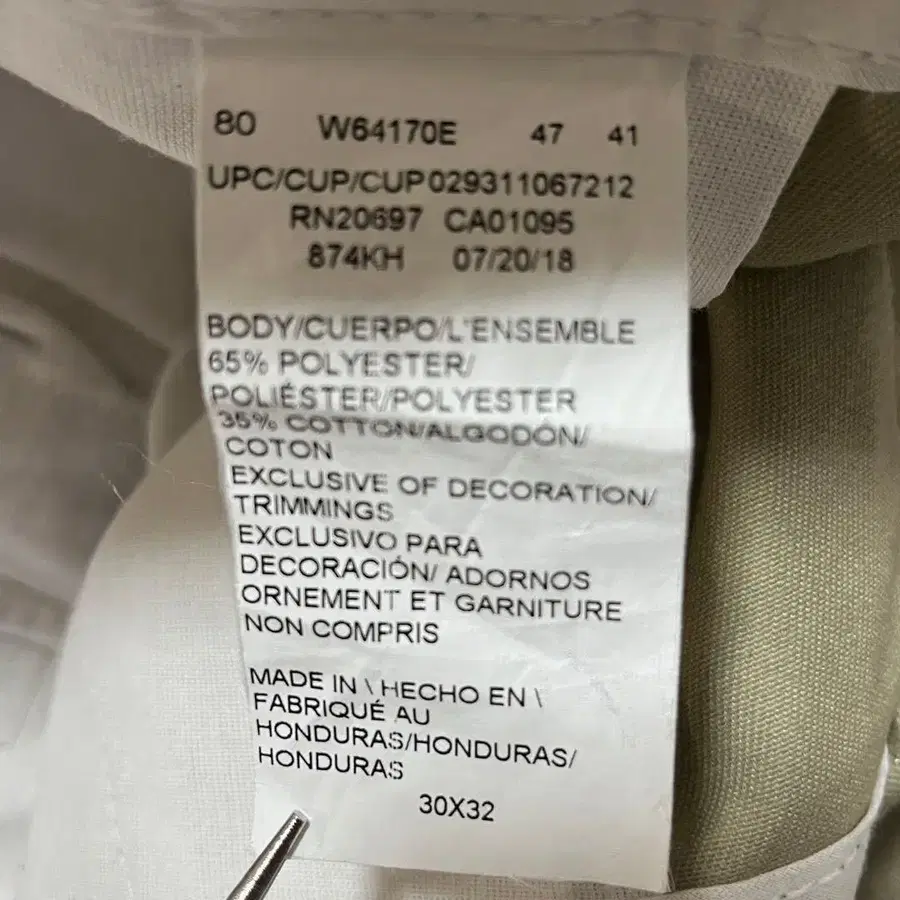 80 W64170E 47 41
UPC/CUP/CUP029311067212
RN20697 CA01095
874KH 07/20/18
BODY/CUERPO/L'ENSEMBLE
65% POLYESTER/
POLIÉSTER/POLYESTER
35% COTTON/ALGODÓN/
COTON
EXCLUSIVE OF DECORATION/
TRIMMINGS
EXCLUSIVO PARA
DECORACIÓN/ ADORNOS
ORNEMENT ET GARNITURE
NON COMPRIS
MADE IN \ HECHO EN \
FABRIQUÉ AU
HONDURAS/HONDURAS/
HONDURAS
30X32